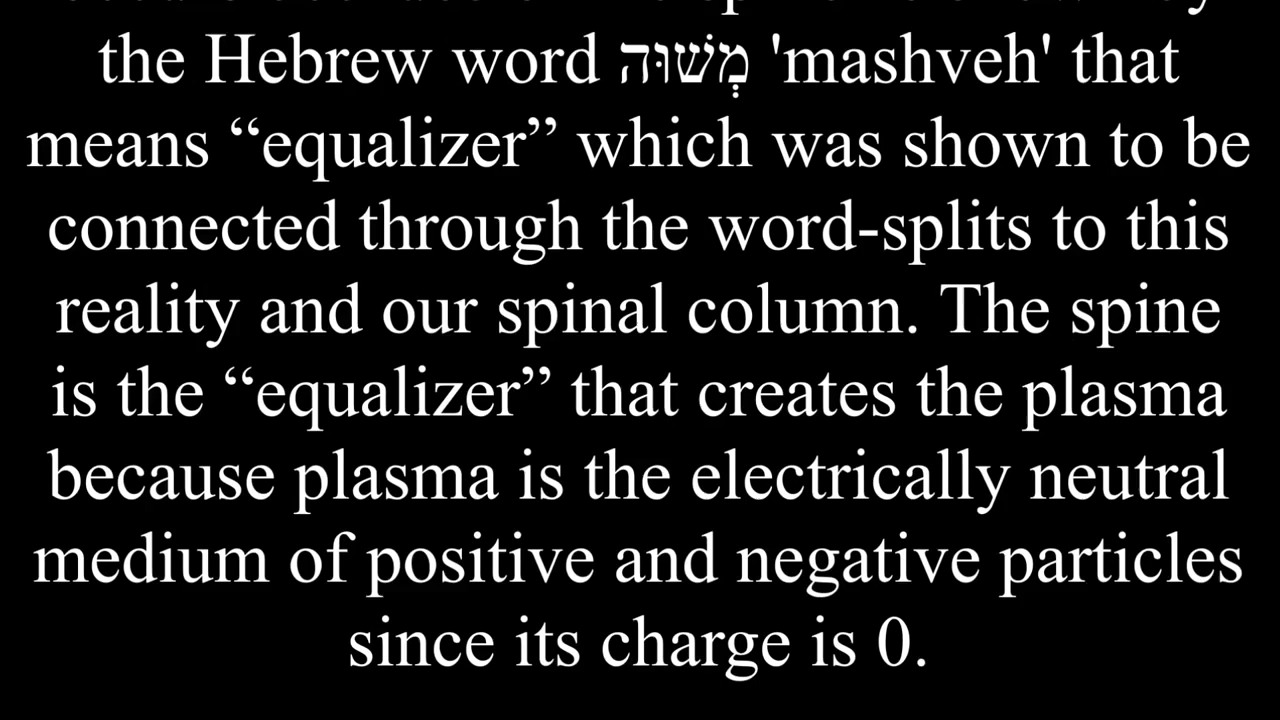 the Hebrew word מְשׁוּה 'mashveh' that
means “equalizer” which was shown to be
connected through the word-splits to this
reality and our spinal column. The spine
is the “equalizer” that creates the plasma
because plasma is the electrically neutral
medium of positive and negative particles
since its charge is 0.